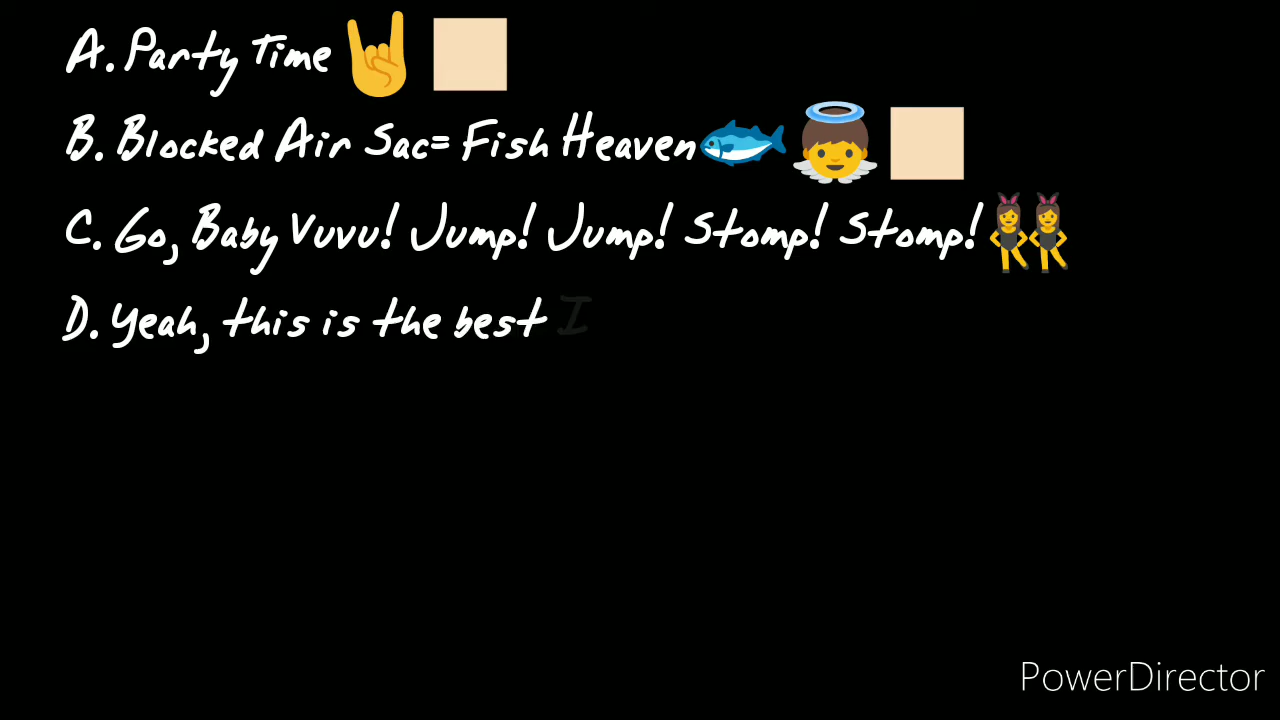 A. Party Time🤘🏻
B. Blocked Air Sac= Fish Heaven🐟👼🏻
C. Go, Baby Vuvu! Jump! Jump! Stomp! Stomp!👯
D. Yeah, this is the best I
PowerDirector